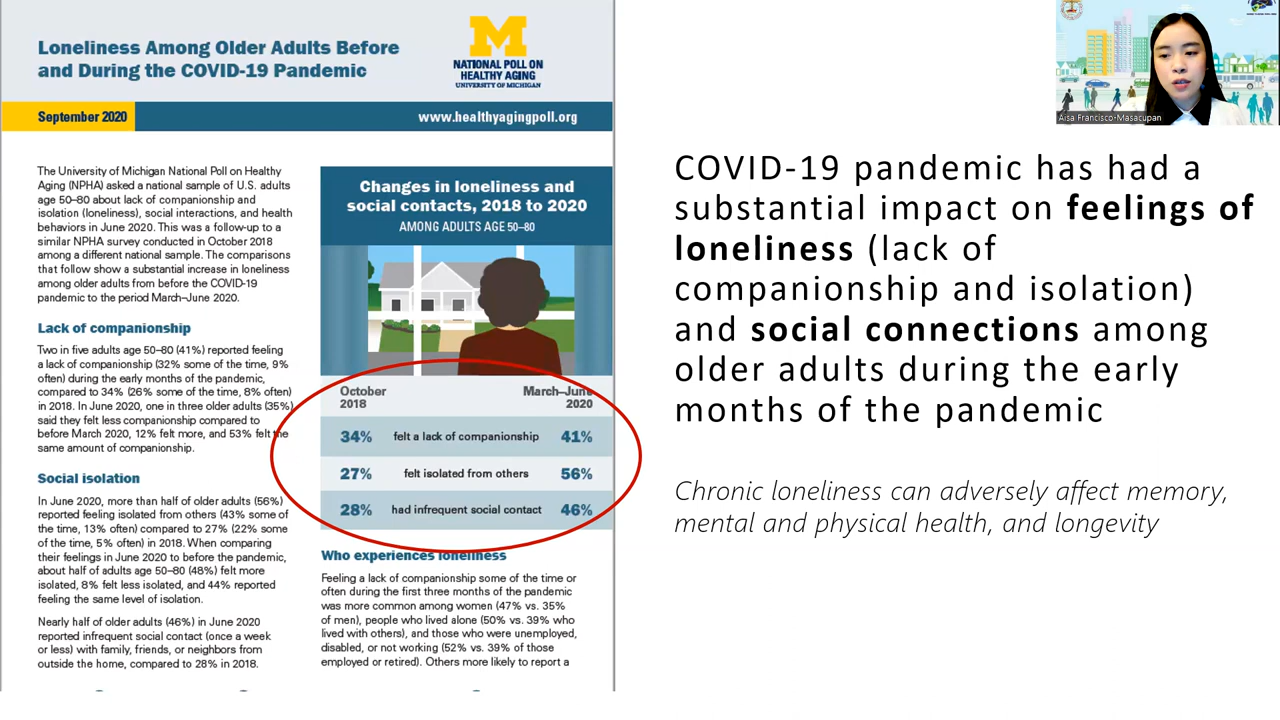 Loneliness Among Older Adults Before
and During the COVID-19 Pandemic
M
NATIONAL POLL ON
HEALTHY AGING
UNIVERSITY OF MICHIGAN
September 2020
www.healthyagingpoll.org
The University of Michigan National Poll on Healthy
Aging (NPHA) asked a national sample of U.S. adults
age 50–80 about lack of companionship and
isolation (loneliness), social interactions, and health
behaviors in June 2020. This was a follow-up to a
similar NPHA survey conducted in October 2018
among a different national sample. The comparisons
that follow show a substantial increase in loneliness
among older adults from before the COVID-19
pandemic to the period March–June 2020.
Lack of companionship
Two in five adults age 50–80 (41%) reported feeling
a lack of companionship (32% some of the time, 9%
often) during the early months of the pandemic,
compared to 34% (26% some of the time, 8% often)
in 2018. In June 2020, one in three older adults (35%)
said they felt less companionship compared to
before March 2020, 12% felt more, and 53% felt the
same amount of companionship.
Social isolation
In June 2020, more than half of older adults (56%)
reported feeling isolated from others (43% some of
the time, 13% often) compared to 27% (22% some
of the time, 5% often) in 2018. When comparing
their feelings in June 2020 to before the pandemic,
about half of adults age 50–80 (48%) felt more
isolated, 8% felt less isolated, and 44% reported
feeling the same level of isolation.
Nearly half of older adults (46%) in June 2020
reported infrequent social contact (once a week
or less) with family, friends, or neighbors from
outside the home, compared to 28% in 2018.
Changes in loneliness and
social contacts, 2018 to 2020
AMONG ADULTS AGE 50–80
October
2018
March–June
2020
34% felt a lack of companionship 41%
27% felt isolated from others 56%
28% had infrequent social contact 46%
Who experiences loneliness
Feeling a lack of companionship some of the time or
often during the first three months of the pandemic
was more common among women (47% vs. 35%
of men), people who lived alone (50% vs. 39% who
lived with others), and those who were unemployed,
disabled, or not working (52% vs. 39% of those
employed or retired). Others more likely to report a
Aisa Francisco-Masacupan
COVID-19 pandemic has had a
substantial impact on feelings of
loneliness (lack of
companionship and isolation)
and social connections among
older adults during the early
months of the pandemic
Chronic loneliness can adversely affect memory,
mental and physical health, and longevity